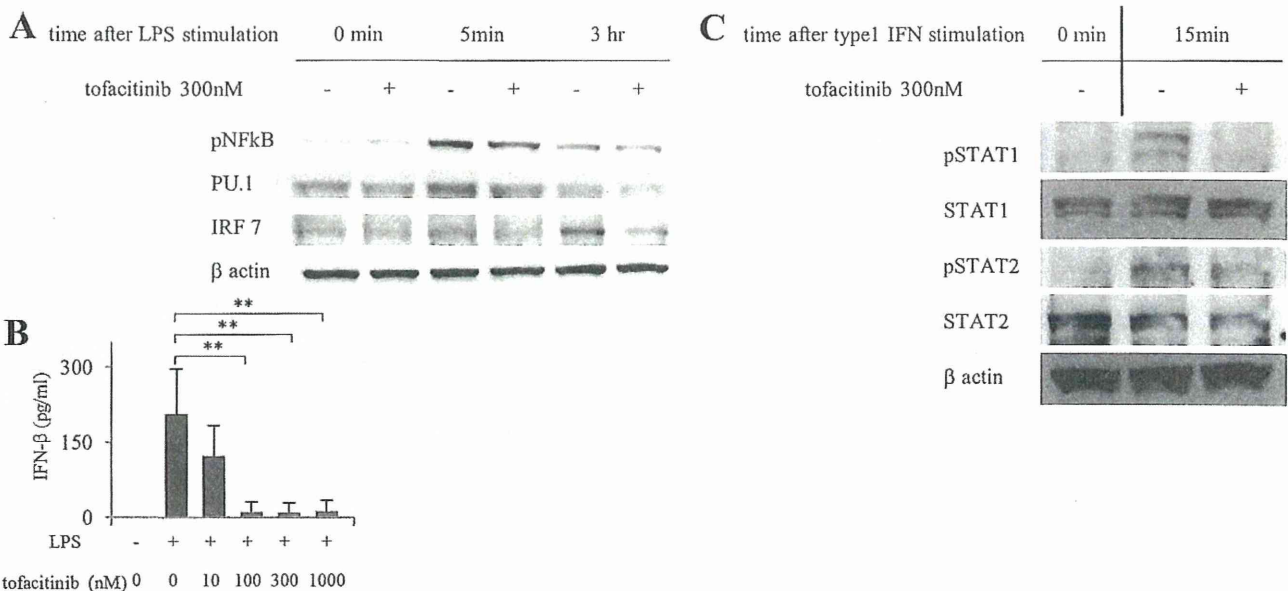 A time after LPS stimulation 0 min 5min 3 hr
tofacitinib 300nM - + - + - +
pNFkB
PU.1
IRF 7
β actin
B
**
**
**
IFN-β (pg/ml)
300
150
0
LPS - + + + + +
tofacitinib (nM) 0 0 10 100 300 1000
C time after type1 IFN stimulation 0 min 15min
tofacitinib 300nM - - +
pSTAT1
STAT1
pSTAT2
STAT2
β actin